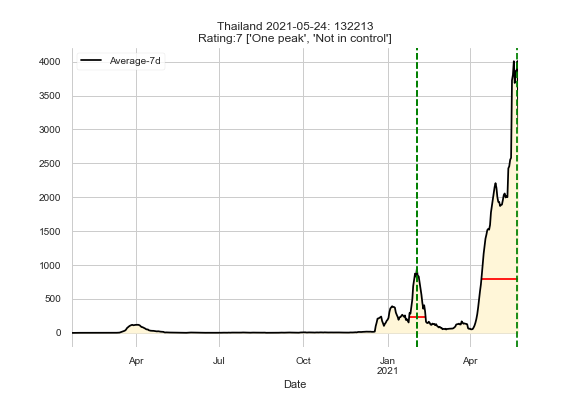 Thailand 2021-05-24: 132213
Rating:7 ['One peak', 'Not in control']
Average-7d
4000
3500
3000
2500
2000
1500
1000
500
0
Apr
Jul
Oct
Jan
2021
Apr
Date